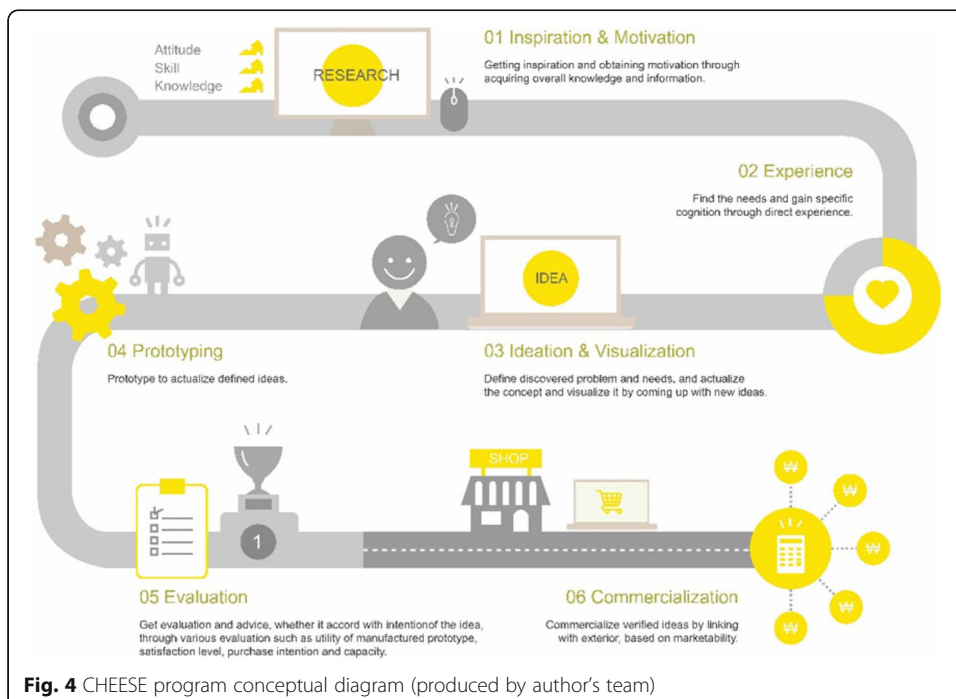 Attitude
Skill
Knowledge
RESEARCH
01 Inspiration & Motivation
Getting inspiration and obtaining motivation through
acquiring overall knowledge and information.
02 Experience
Find the needs and gain specific
cognition through direct experience.
IDEA
04 Prototyping
Prototype to actualize defined ideas.
03 Ideation & Visualization
Define discovered problem and needs, and actualize
the concept and visualize it by coming up with new ideas.
SHOP
₩
₩
₩
₩
₩
1
05 Evaluation
Get evaluation and advice, whether it accord with intentionof the idea,
through various evaluation such as utility of manufactured prototype,
satisfaction level, purchase intention and capacity.
06 Commercialization
Commercialize verified ideas by linking
with exterior, based on marketability.
Fig. 4 CHEESE program conceptual diagram (produced by author's team)